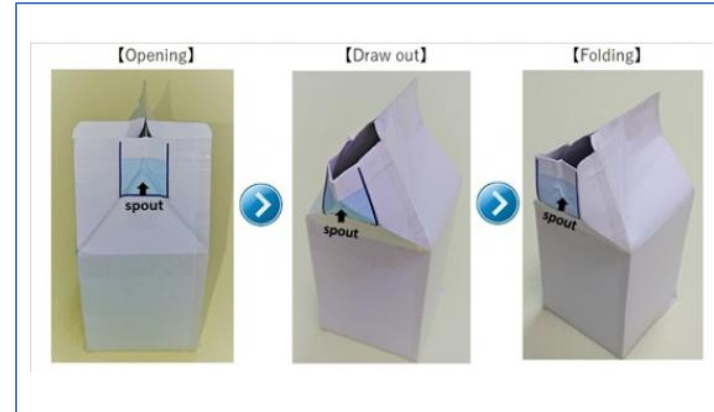 【Opening】
【Draw out】
【Folding】
spout
spout
spout